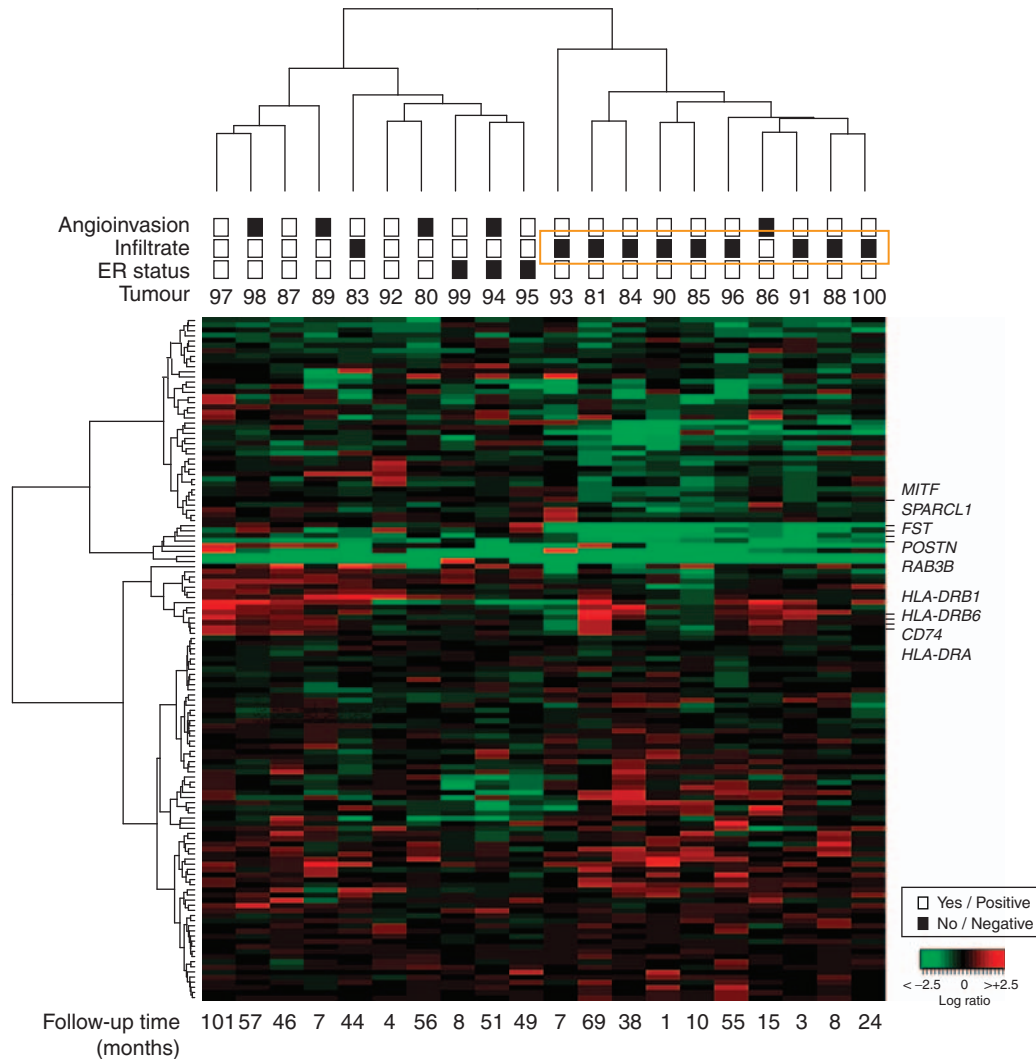 Angioinvasion
Infiltrate
ER status
Tumour 97 98 87 89 83 92 80 99 94 95 93 81 84 90 85 96 86 91 88 100
MITF
SPARCL1
FST
POSTN
RAB3B
HLA-DRB1
HLA-DRB6
CD74
HLA-DRA
Yes / Positive
No / Negative
< −2.5 0 >+2.5
Log ratio
Follow-up time 101 57 46 7 44 4 56 8 51 49 7 69 38 1 10 55 15 3 8 24
(months)